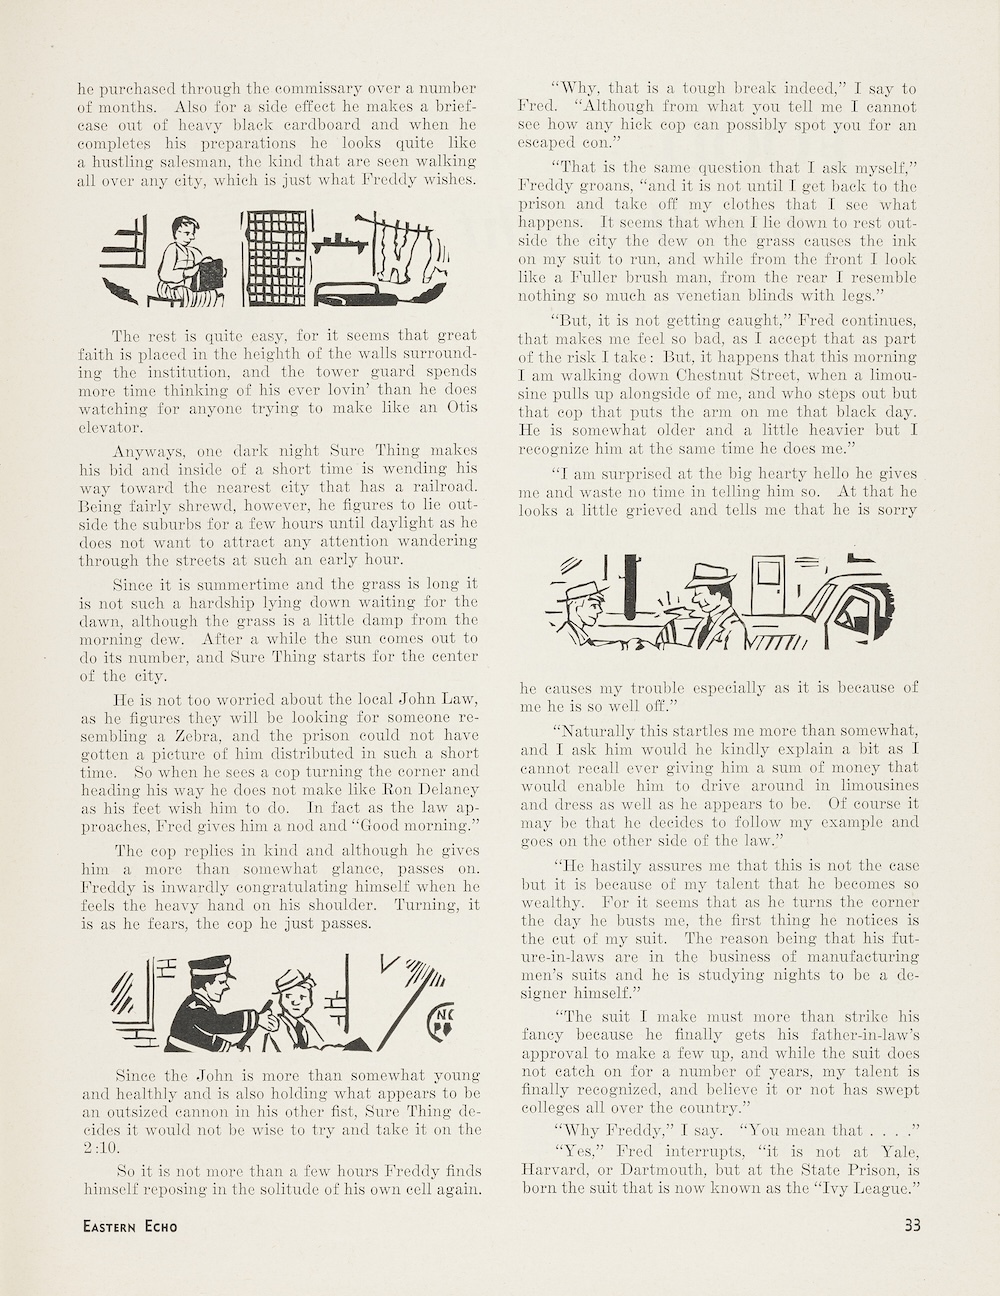 he purchased through the commissary over a number
of months. Also for a side effect he makes a brief-
case out of heavy black cardboard and when he
completes his preparations he looks quite like
a hustling salesman, the kind that are seen walking
all over any city, which is just what Freddy wishes.
The rest is quite easy, for it seems that great
faith is placed in the heighth of the walls surround-
ing the institution, and the tower guard spends
more time thinking of his ever lovin' than he does
watching for anyone trying to make like an Otis
elevator.
Anyways, one dark night Sure Thing makes
his bid and inside of a short time is wending his
way toward the nearest city that has a railroad.
Being fairly shrewd, however, he figures to lie out-
side the suburbs for a few hours until daylight as he
does not want to attract any attention wandering
through the streets at such an early hour.
Since it is summertime and the grass is long it
is not such a hardship lying down waiting for the
dawn, although the grass is a little damp from the
morning dew. After a while the sun comes out to
do its number, and Sure Thing starts for the center
of the city.
He is not too worried about the local John Law,
as he figures they will be looking for someone re-
sembling a Zebra, and the prison could not have
gotten a picture of him distributed in such a short
time. So when he sees a cop turning the corner and
heading his way he does not make like Ron Delaney
as his feet wish him to do. In fact as the law ap-
proaches, Fred gives him a nod and "Good morning."
The cop replies in kind and although he gives
him a more than somewhat glance, passes on.
Freddy is inwardly congratulating himself when he
feels the heavy hand on his shoulder. Turning, it
is as he fears, the cop he just passes.
Since the John is more than somewhat young
and healthly and is also holding what appears to be
an outsized cannon in his other fist, Sure Thing de-
cides it would not be wise to try and take it on the
2:10.
So it is not more than a few hours Freddy finds
himself reposing in the solitude of his own cell again.
"Why, that is a tough break indeed," I say to
Fred. "Although from what you tell me I cannot
see how any hick cop can possibly spot you for an
escaped con."
"That is the same question that I ask myself,"
Freddy groans, "and it is not until I get back to the
prison and take off my clothes that I see what
happens. It seems that when I lie down to rest out-
side the city the dew on the grass causes the ink
on my suit to run, and while from the front I look
like a Fuller brush man, from the rear I resemble
nothing so much as venetian blinds with legs."
"But, it is not getting caught," Fred continues,
that makes me feel so bad, as I accept that as part
of the risk I take: But, it happens that this morning
I am walking down Chestnut Street, when a limou-
sine pulls up alongside of me, and who steps out but
that cop that puts the arm on me that black day.
He is somewhat older and a little heavier but I
recognize him at the same time he does me."
"I am surprised at the big hearty hello he gives
me and waste no time in telling him so. At that he
looks a little grieved and tells me that he is sorry
he causes my trouble especially as it is because of
me he is so well off."
"Naturally this startles me more than somewhat,
and I ask him would he kindly explain a bit as I
cannot recall ever giving him a sum of money that
would enable him to drive around in limousines
and dress as well as he appears to be. Of course it
may be that he decides to follow my example and
goes on the other side of the law."
"He hastily assures me that this is not the case
but it is because of my talent that he becomes so
wealthy. For it seems that as he turns the corner
the day he busts me, the first thing he notices is
the cut of my suit. The reason being that his fut-
ure-in-laws are in the business of manufacturing
men's suits and he is studying nights to be a de-
signer himself."
"The suit I make must more than strike his
fancy because he finally gets his father-in-law's
approval to make a few up, and while the suit does
not catch on for a number of years, my talent is
finally recognized, and believe it or not has swept
colleges all over the country."
"Why Freddy," I say. "You mean that . . . ."
"Yes," Fred interrupts, "it is not at Yale,
Harvard, or Dartmouth, but at the State Prison, is
born the suit that is now known as the "Ivy League."
EASTERN ECHO
33